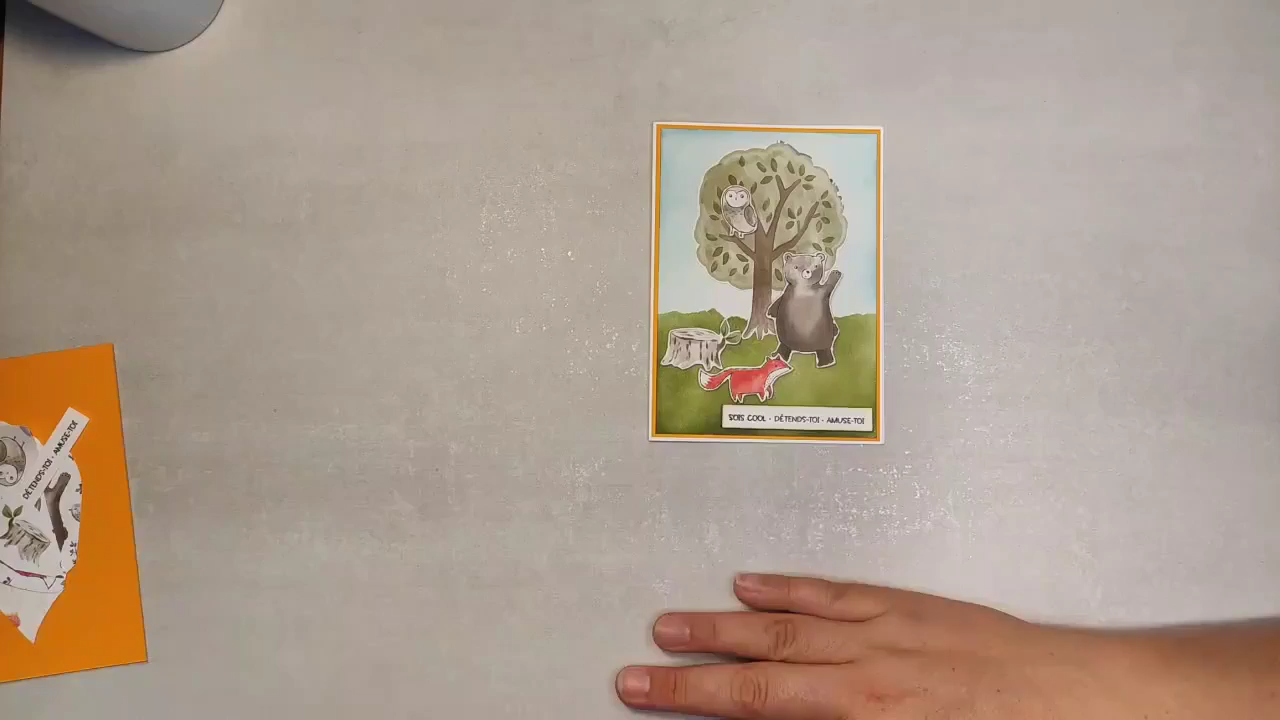 SOIS COOL • DÉTENDS-TOI • AMUSE-TOI
DÉTENDS-TOI • AMUSE-TOI